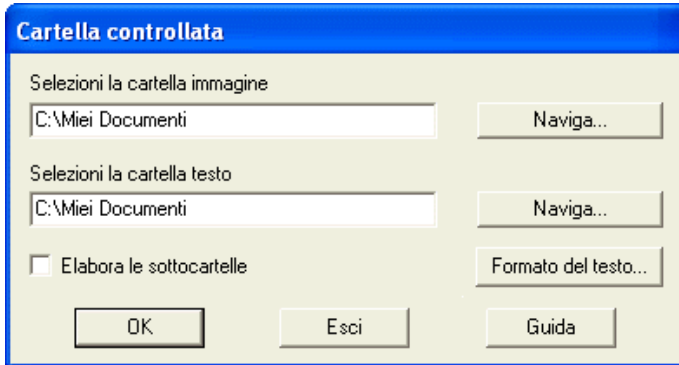 Cartella controllata
Selezioni la cartella immagine
C:\Miei Documenti
Naviga...
Selezioni la cartella testo
C:\Miei Documenti
Naviga...
Elabora le sottocartelle
Formato del testo...
OK
Esci
Guida